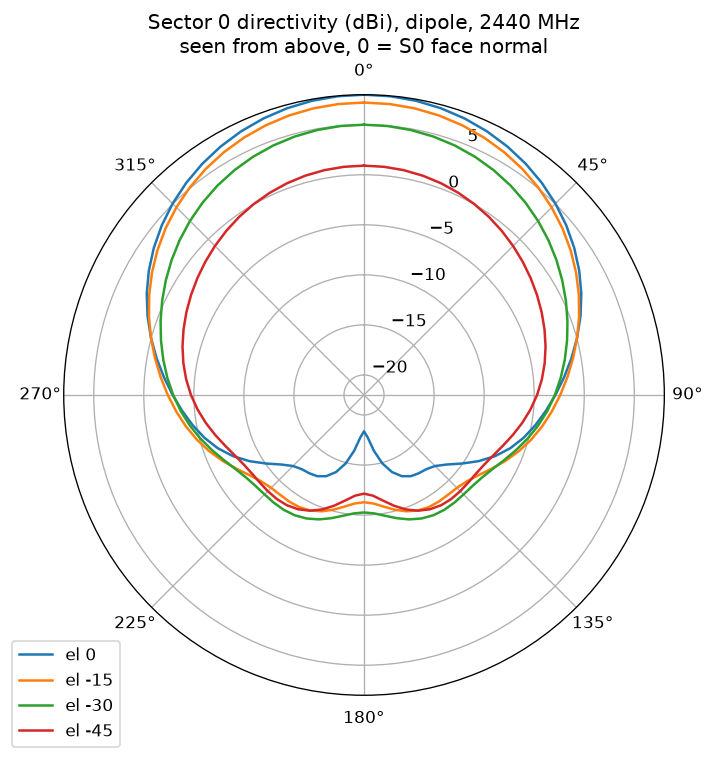 Sector 0 directivity (dBi), dipole, 2440 MHz
seen from above, 0 = S0 face normal
0°
315°
45°
5
0
−5
−10
−15
−20
270°
90°
225°
135°
180°
el 0
el -15
el -30
el -45